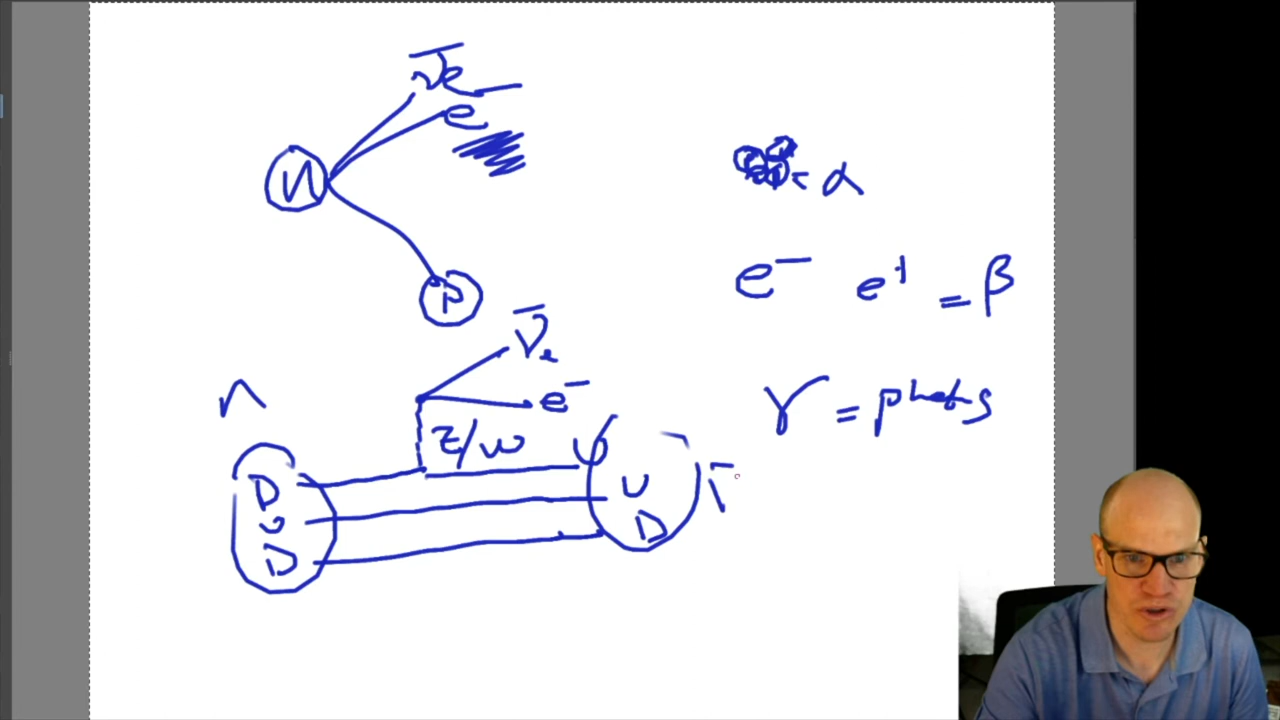 ν̅e
e−
n
P
= α
e− e+ = β
ν̅e
e−
γ = photons
n
Z/W
U
D
U
D
U
D